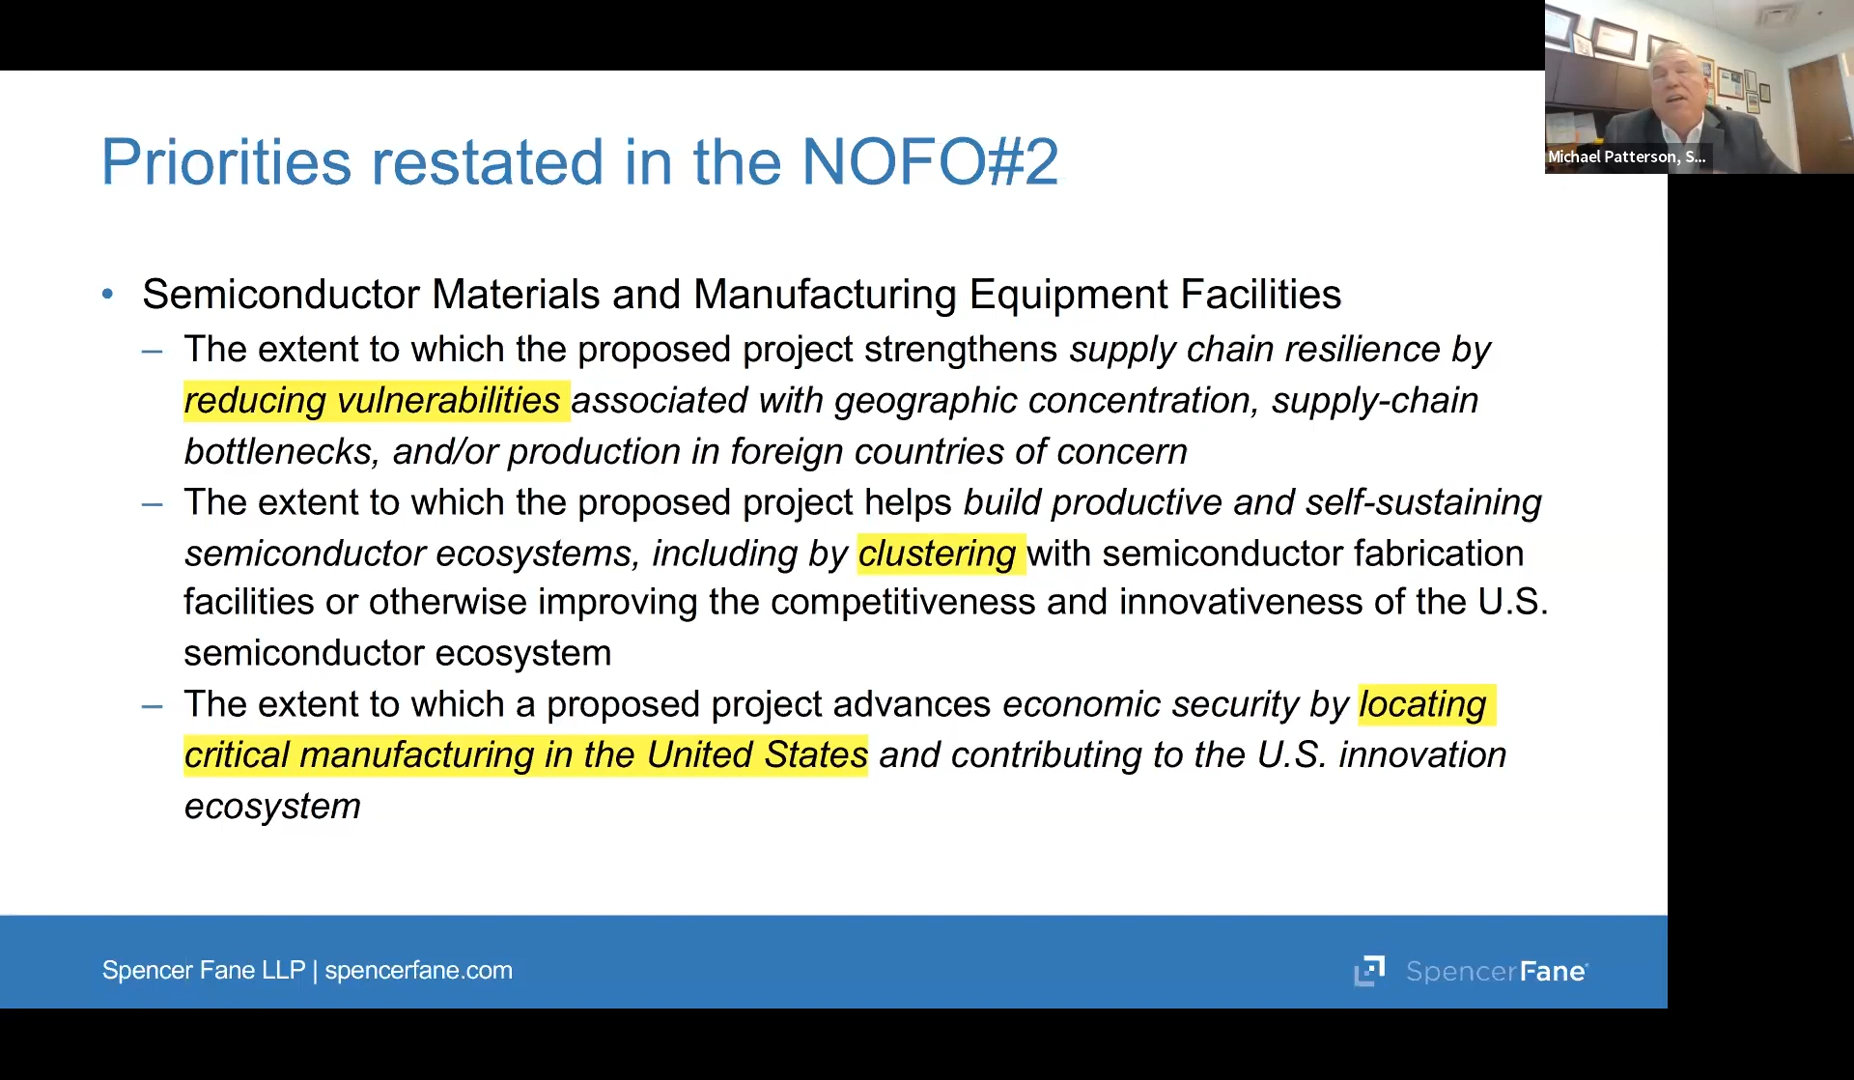 Michael Patterson, S...
Priorities restated in the NOFO#2
• Semiconductor Materials and Manufacturing Equipment Facilities
– The extent to which the proposed project strengthens supply chain resilience by
reducing vulnerabilities associated with geographic concentration, supply-chain
bottlenecks, and/or production in foreign countries of concern
– The extent to which the proposed project helps build productive and self-sustaining
semiconductor ecosystems, including by clustering with semiconductor fabrication
facilities or otherwise improving the competitiveness and innovativeness of the U.S.
semiconductor ecosystem
– The extent to which a proposed project advances economic security by locating
critical manufacturing in the United States and contributing to the U.S. innovation
ecosystem
Spencer Fane LLP | spencerfane.com
SpencerFane